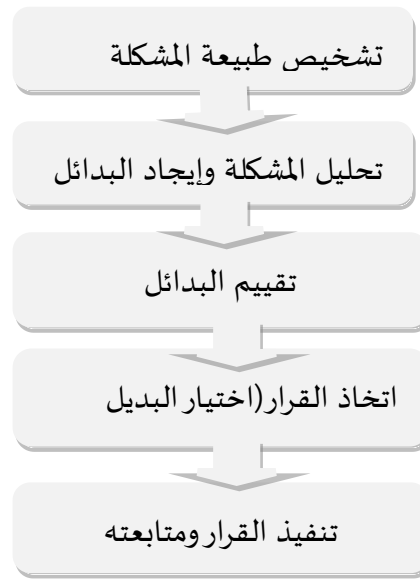 تشخيص طبيعة المشكلة
تحليل المشكلة وإيجاد البدائل
تقييم البدائل
اتخاذ القرار(اختيار البديل
تنفيذ القرار ومتابعته